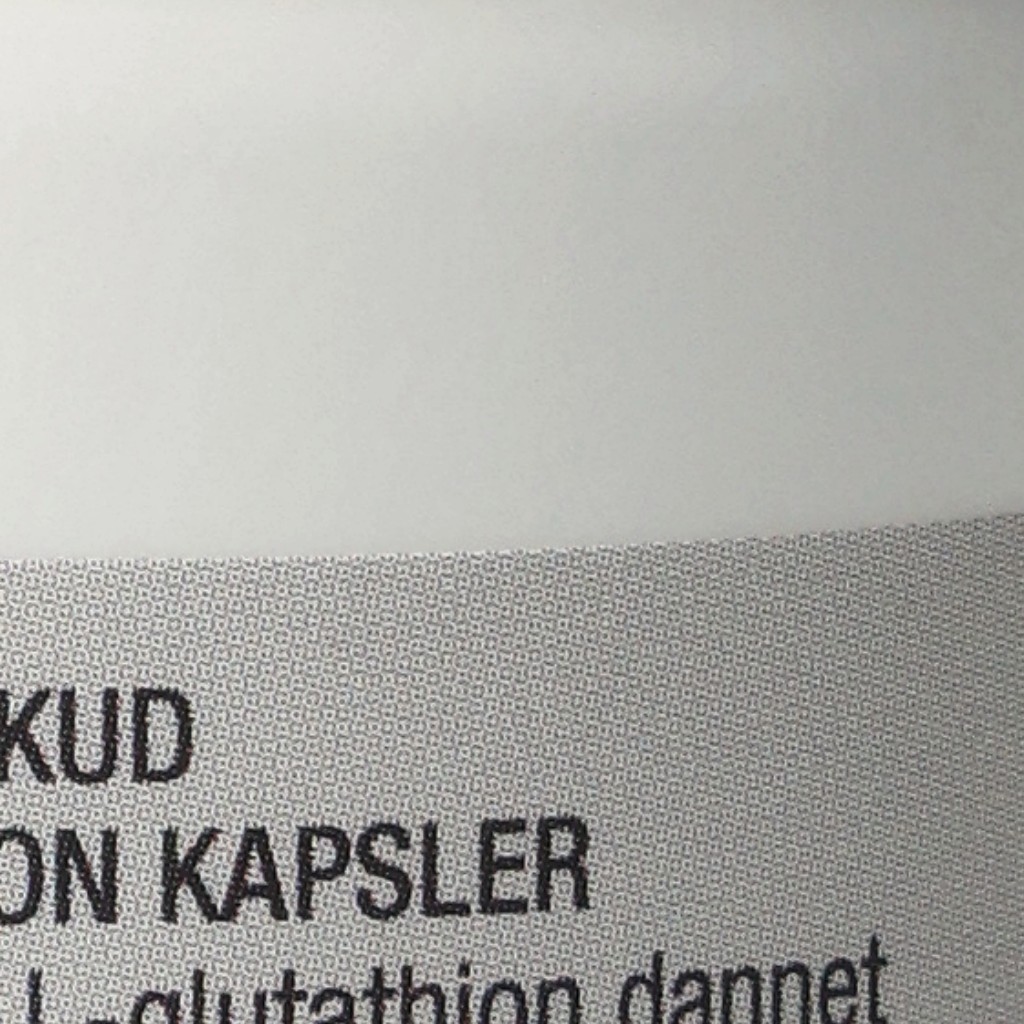 KUD
ON KAPSLER
L-glutathion dannet